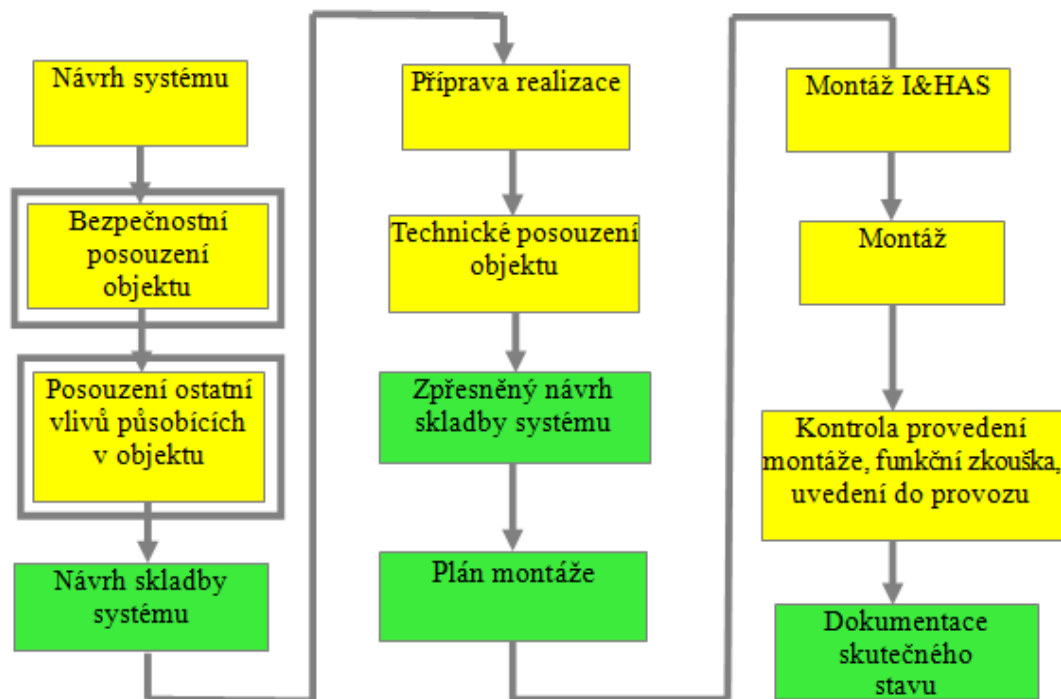 Návrh systému
Bezpečnostní
posouzení
objektu
Posouzení ostatní
vlivů působících
v objektu
Návrh skladby
systému
Příprava realizace
Technické posouzení
objektu
Zpřesněný návrh
skladby systému
Plán montáže
Montáž I&HAS
Montáž
Kontrola provedení
montáže, funkční zkouška,
uvedení do provozu
Dokumentace
skutečného
stavu